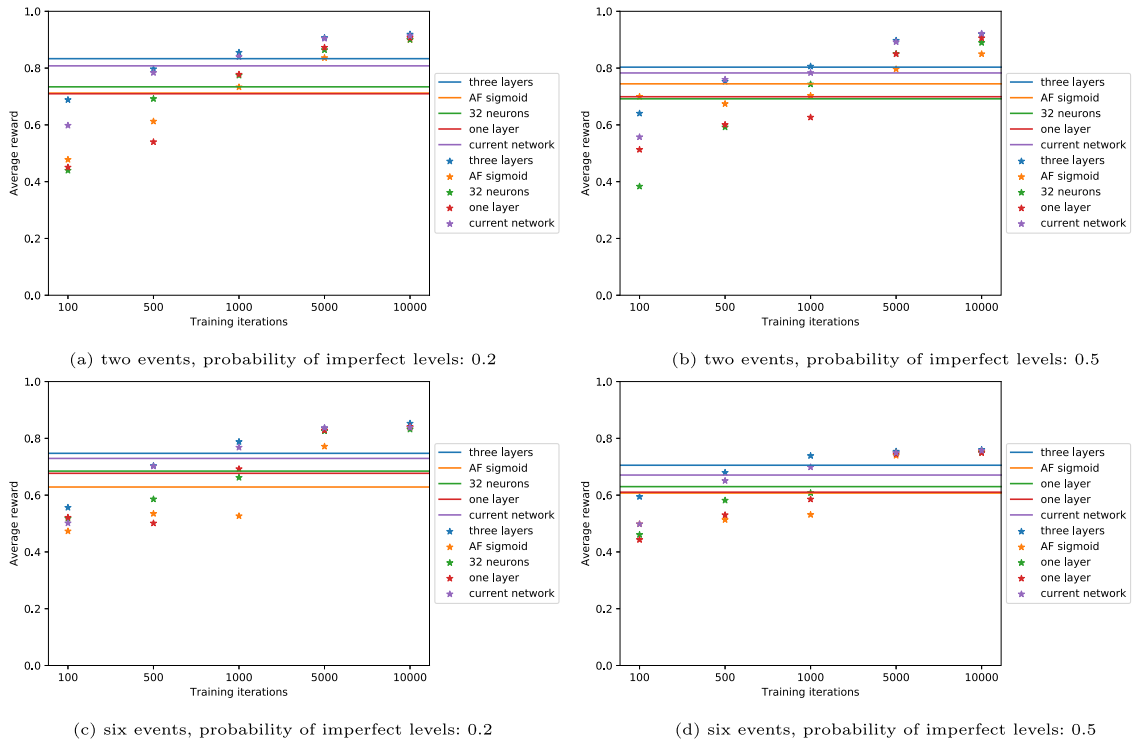 1.0
0.8
0.6
0.4
0.2
0.0
Average reward
100 500 1000 5000 10000
Training iterations
three layers
AF sigmoid
32 neurons
one layer
current network
three layers
AF sigmoid
32 neurons
one layer
current network
(a) two events, probability of imperfect levels: 0.2
1.0
0.8
0.6
0.4
0.2
0.0
Average reward
100 500 1000 5000 10000
Training iterations
three layers
AF sigmoid
32 neurons
one layer
current network
three layers
AF sigmoid
32 neurons
one layer
current network
(b) two events, probability of imperfect levels: 0.5
1.0
0.8
0.6
0.4
0.2
0.0
Average reward
100 500 1000 5000 10000
Training iterations
three layers
AF sigmoid
32 neurons
one layer
current network
three layers
AF sigmoid
32 neurons
one layer
current network
(c) six events, probability of imperfect levels: 0.2
1.0
0.8
0.6
0.4
0.2
0.0
Average reward
100 500 1000 5000 10000
Training iterations
three layers
AF sigmoid
one layer
one layer
current network
three layers
AF sigmoid
one layer
one layer
current network
(d) six events, probability of imperfect levels: 0.5